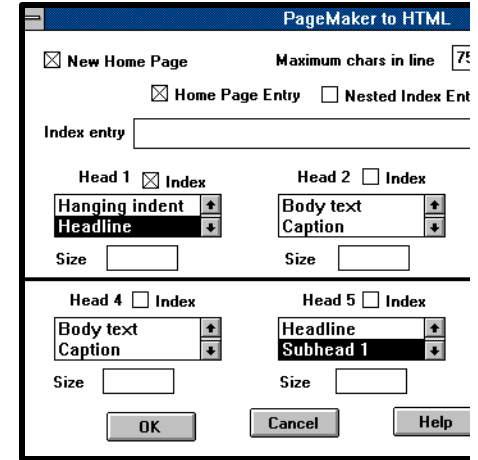 PageMaker to HTML
New Home Page Maximum chars in line 75
Home Page Entry Nested Index Ent
Index entry
Head 1 Index Head 2 Index
Hanging indent Body text
Headline Caption
Size Size
Head 4 Index Head 5 Index
Body text Headline
Caption Subhead 1
Size Size
OK Cancel Help